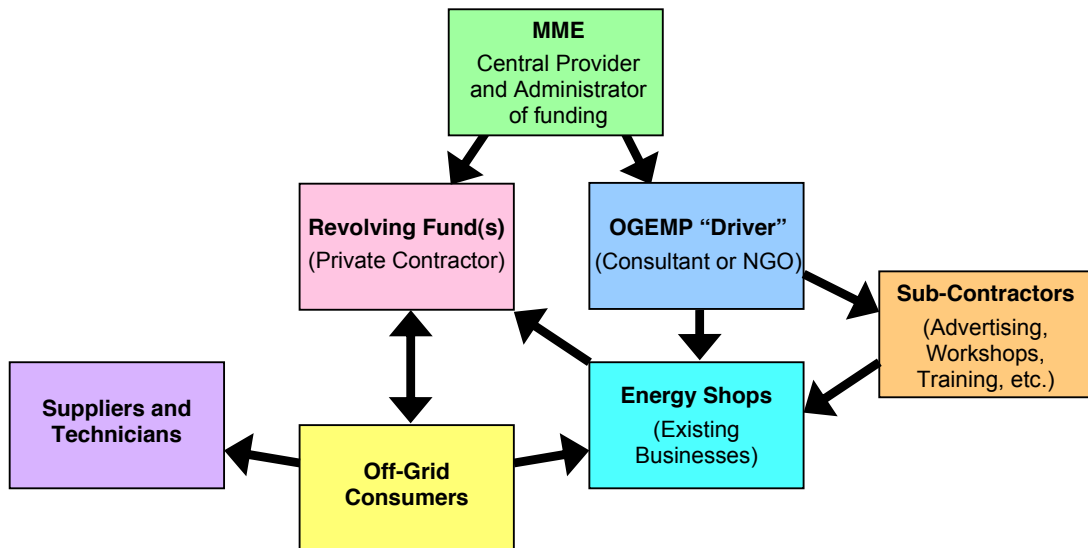 MME
Central Provider
and Administrator
of funding
Revolving Fund(s)
(Private Contractor)
OGEMP “Driver”
(Consultant or NGO)
Sub-Contractors
(Advertising,
Workshops,
Training, etc.)
Suppliers and
Technicians
Off-Grid
Consumers
Energy Shops
(Existing
Businesses)